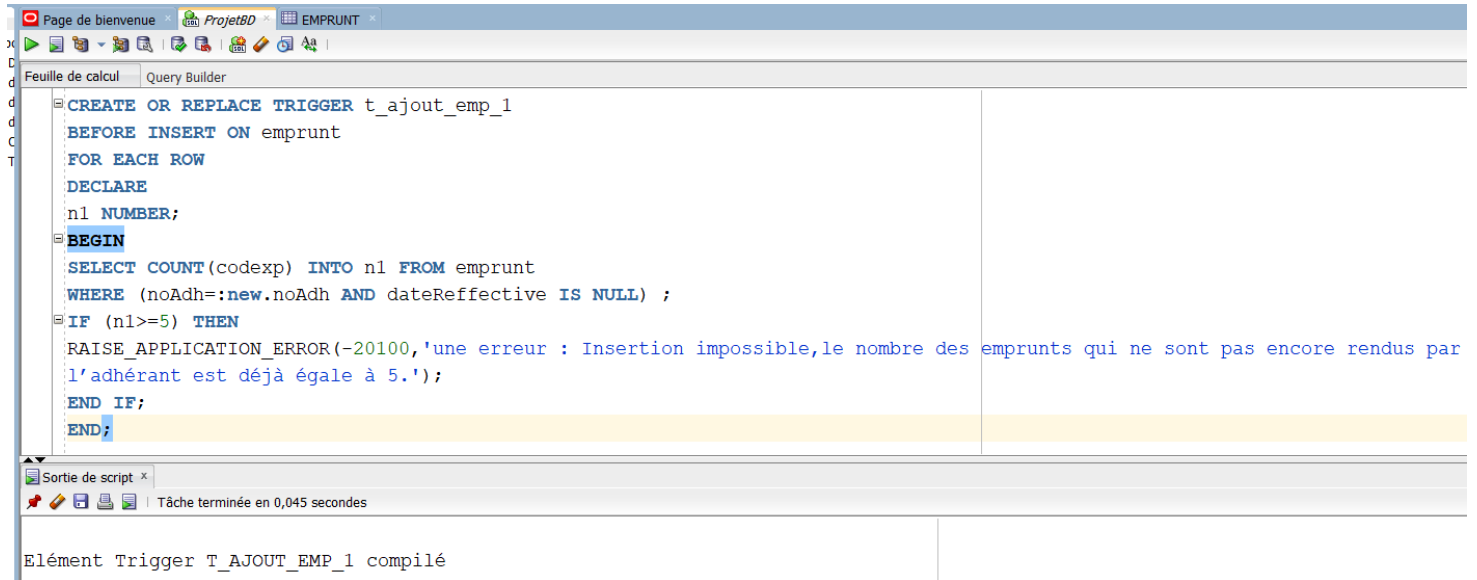 Page de bienvenue
ProjetBD
EMPRUNT
Feuille de calcul
Query Builder
CREATE OR REPLACE TRIGGER t_ajout_emp_1
BEFORE INSERT ON emprunt
FOR EACH ROW
DECLARE
n1 NUMBER;
BEGIN
SELECT COUNT(codexp) INTO n1 FROM emprunt
WHERE (noAdh=:new.noAdh AND dateReffective IS NULL) ;
IF (n1>=5) THEN
RAISE_APPLICATION_ERROR(-20100,'une erreur : Insertion impossible,le nombre des emprunts qui ne sont pas encore rendus par
l’adhérant est déjà égale à 5.');
END IF;
END;
Sortie de script
Tâche terminée en 0,045 secondes
Elément Trigger T_AJOUT_EMP_1 compilé